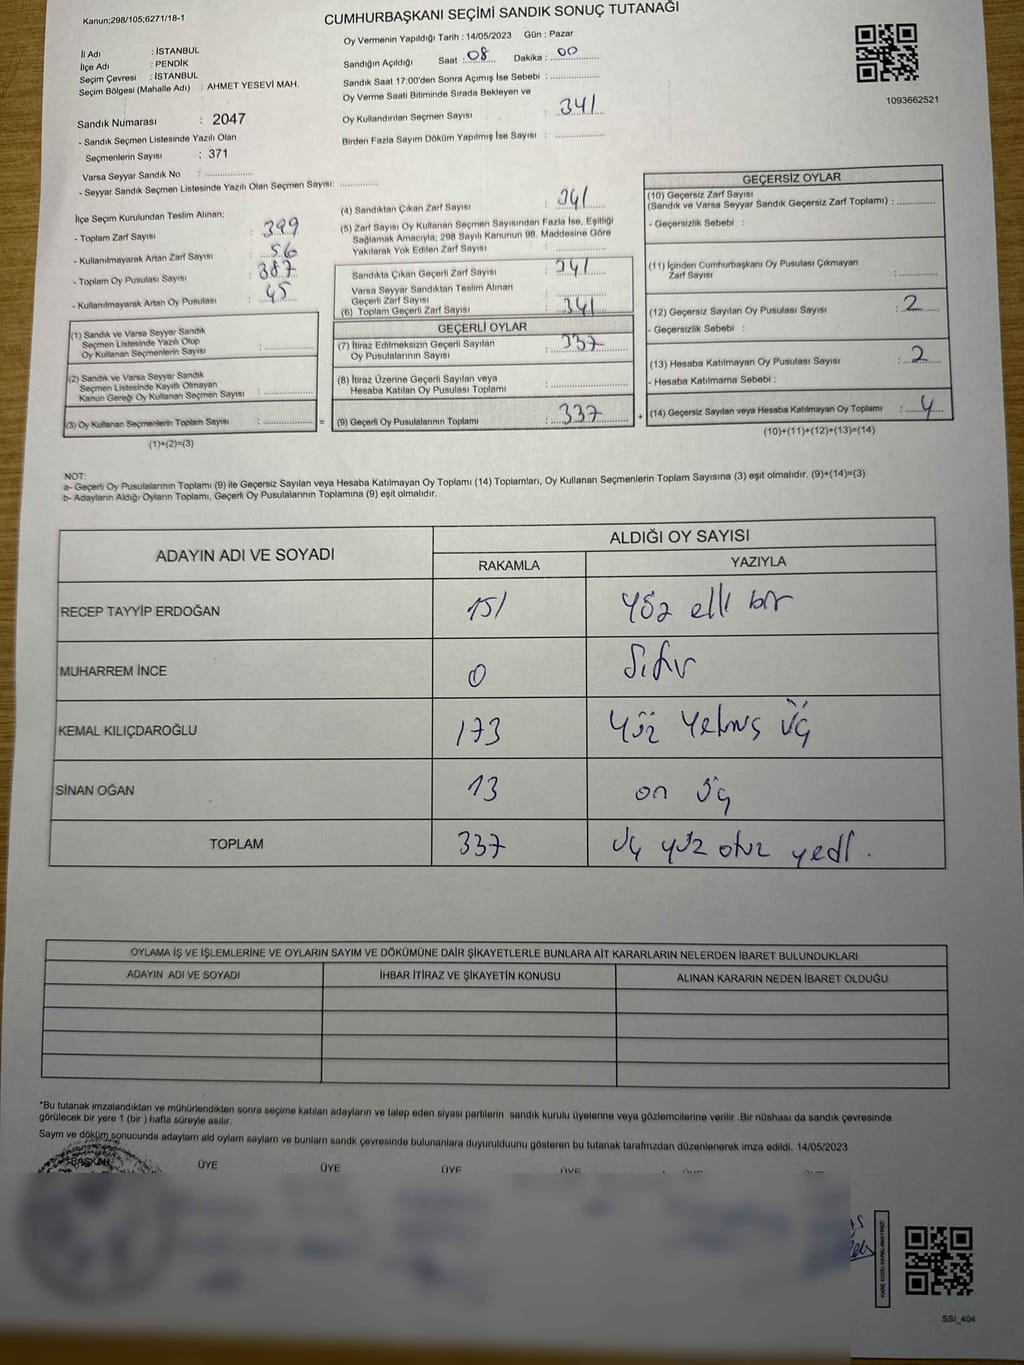 Kanun;298/105;6271/18-1
CUMHURBAŞKANI SEÇİMİ SANDIK SONUÇ TUTANAĞI
İl Adı : İSTANBUL
İlçe Adı : PENDİK
Seçim Çevresi : İSTANBUL
Seçim Bölgesi (Mahalle Adı) : AHMET YESEVİ MAH.
Sandık Numarası : 2047
- Sandık Seçmen Listesinde Yazılı Olan
Seçmenlerin Sayısı : 371
Varsa Seyyar Sandık No : ..............
- Seyyar Sandık Seçmen Listesinde Yazılı Olan Seçmen Sayısı: ............
Oy Vermenin Yapıldığı Tarih : 14/05/2023 Gün : Pazar
Sandığın Açıldığı Saat : 08 Dakika : 00
Sandık Saat 17:00'den Sonra Açımış İse Sebebi : ...............
Oy Verme Saati Bitiminde Sırada Bekleyen ve
Oy Kullandırılan Seçmen Sayısı : 341
Birden Fazla Sayım Döküm Yapılmış İse Sayısı : ...............
1093662521
İlçe Seçim Kurulundan Teslim Alınan;
- Toplam Zarf Sayısı : 399
- Kullanılmayarak Artan Zarf Sayısı : 56
- Toplam Oy Pusulası Sayısı : 387
- Kullanılmayarak Artan Oy Pusulası : 45
(1) Sandık ve Varsa Seyyar Sandık
Seçmen Listesinde Yazılı Olup
Oy Kullanan Seçmenlerin Sayısı : ...............
(2) Sandık ve Varsa Seyyar Sandık
Seçmen Listesinde Kayıtlı Olmayan
Kanun Gereği Oy Kullanan Seçmen Sayısı : ...............
(3) Oy Kullanan Seçmenlerin Toplam Sayısı : ............... =
(1)+(2)=(3)
(4) Sandıktan Çıkan Zarf Sayısı : 341
(5) Zarf Sayısı Oy Kullanan Seçmen Sayısından Fazla İse, Eşitliği
Sağlamak Amacıyla; 298 Sayılı Kanunun 98. Maddesine Göre
Yakılarak Yok Edilen Zarf Sayısı : ...............
Sandıkta Çıkan Geçerli Zarf Sayısı : 341
Varsa Seyyar Sandıktan Teslim Alınan
Geçerli Zarf Sayısı : ...............
(6) Toplam Geçerli Zarf Sayısı : 341
GEÇERLİ OYLAR
(7) İtiraz Edilmeksizin Geçerli Sayılan
Oy Pusulalarının Sayısı : 337
(8) İtiraz Üzerine Geçerli Sayılan veya
Hesaba Katılan Oy Pusulası Toplamı : ...............
(9) Geçerli Oy Pusulalarının Toplamı : 337 +
GEÇERSİZ OYLAR
(10) Geçersiz Zarf Sayısı
(Sandık ve Varsa Seyyar Sandık Geçersiz Zarf Toplamı) : ............
- Geçersizlik Sebebi :
(11) İçinden Cumhurbaşkanı Oy Pusulası Çıkmayan
Zarf Sayısı : ............
(12) Geçersiz Sayılan Oy Pusulası Sayısı : 2
- Geçersizlik Sebebi :
(13) Hesaba Katılmayan Oy Pusulası Sayısı : 2
- Hesaba Katılmama Sebebi :
(14) Geçersiz Sayılan veya Hesaba Katılmayan Oy Toplamı : 4
(10)+(11)+(12)+(13)=(14)
NOT:
a- Geçerli Oy Pusulalarının Toplamı (9) ile Geçersiz Sayılan veya Hesaba Katılmayan Oy Toplamı (14) Toplamları, Oy Kullanan Seçmenlerin Toplam Sayısına (3) eşit olmalıdır. (9)+(14)=(3)
b- Adayların Aldığı Oyların Toplamı, Geçerli Oy Pusulalarının Toplamına (9) eşit olmalıdır.
ADAYIN ADI VE SOYADI ALDIĞI OY SAYISI
RAKAMLA YAZIYLA
RECEP TAYYİP ERDOĞAN 151 yüz elli bir
MUHARREM İNCE 0 Sıfır
KEMAL KILIÇDAROĞLU 173 yüz yetmiş üç
SİNAN OĞAN 13 on üç
TOPLAM 337 üç yüz otuz yedi .
OYLAMA İŞ VE İŞLEMLERİNE VE OYLARIN SAYIM VE DÖKÜMÜNE DAİR ŞİKAYETLERLE BUNLARA AİT KARARLARIN NELERDEN İBARET BULUNDUKLARI
ADAYIN ADI VE SOYADI İHBAR İTİRAZ VE ŞİKAYETİN KONUSU ALINAN KARARIN NEDEN İBARET OLDUĞU
*Bu tutanak imzalandıktan ve mühürlendikten sonra seçime katılan adayların ve talep eden siyasi partilerin sandık kurulu üyelerine veya gözlemcilerine verilir .Bir nüshası da sandık çevresinde
görülecek bir yere 1 (bir ) hafta süreyle asılır.
Sayım ve döküm sonucunda adayların ald oyların sayların ve bunların sandk çevresinde bulunanlara duyurulduunu gösteren bu tutanak tarafmzdan düzenlenerek imza edildi. 14/05/2023
BAŞKAN ÜYE ÜYE ÜYE ÜYE ÜYE ÜYE
KARE KODU KARALAMAYINIZ!
SSI_404